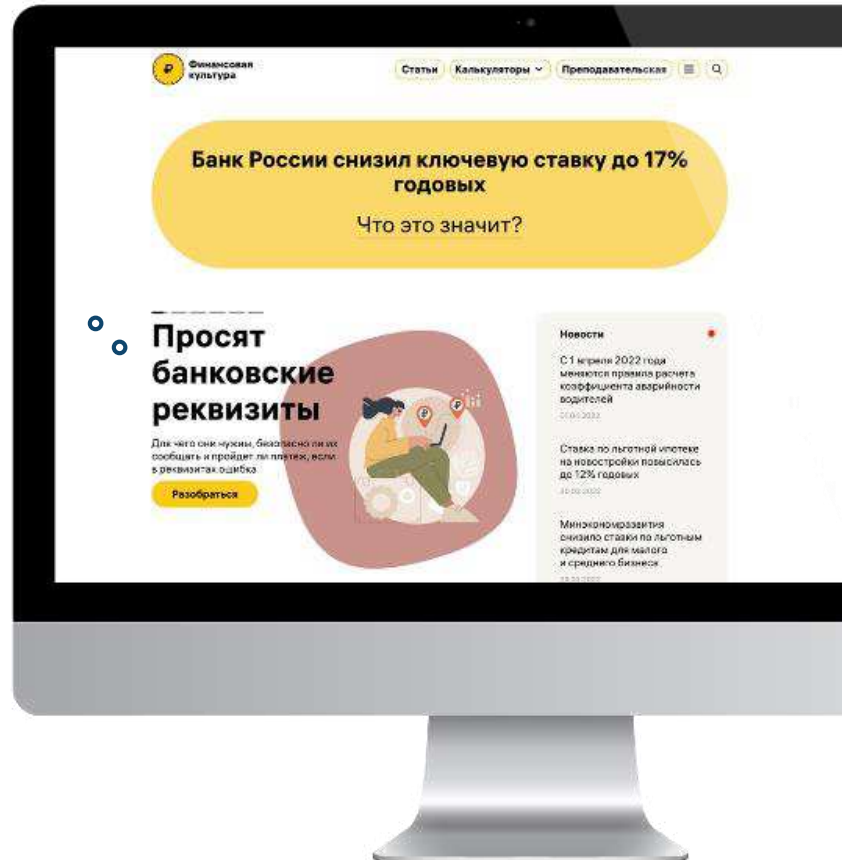 Финансовая
культура
Статьи
Калькуляторы
Преподавательская
Банк России снизил ключевую ставку до 17%
годовых
Что это значит?
Просят
банковские
реквизиты
Для чего они нужны, безопасно ли их
сообщать и пройдет ли платеж, если
в реквизитах ошибка
Разобраться
Новости
С 1 апреля 2022 года
меняются правила расчета
коэффициента аварийности
водителей
Ставка по льготной ипотеке
на новостройки повысилась
до 12% годовых
Минэкономразвития
снизило ставки по льготным
кредитам для малого
и среднего бизнеса